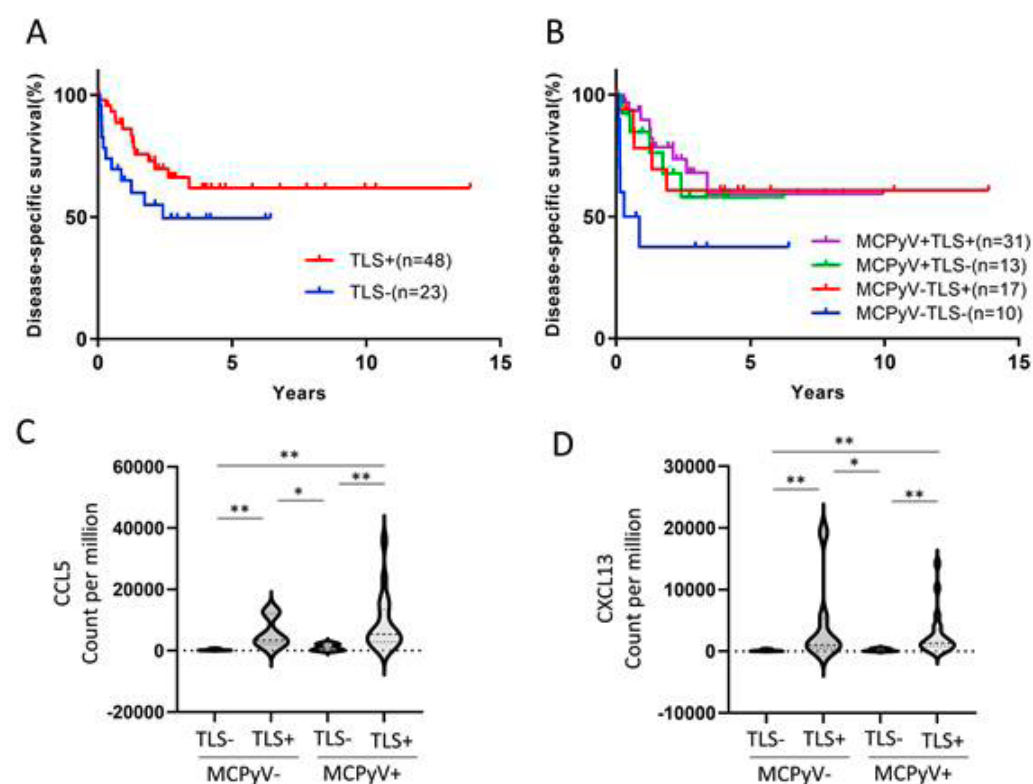 A
Disease-specific survival(%)
100
50
0
0
5
10
15
Years
TLS+(n=48)
TLS-(n=23)
B
Disease-specific survival(%)
100
50
0
0
5
10
15
Years
MCPyV+TLS+(n=31)
MCPyV+TLS-(n=13)
MCPyV-TLS+(n=17)
MCPyV-TLS-(n=10)
C
CCL5
Count per million
60000
40000
20000
0
-20000
**
**
*
**
TLS- TLS+ TLS- TLS+
MCPyV- MCPyV+
D
CXCL13
Count per million
30000
20000
10000
0
-10000
**
**
*
**
TLS- TLS+ TLS- TLS+
MCPyV- MCPyV+